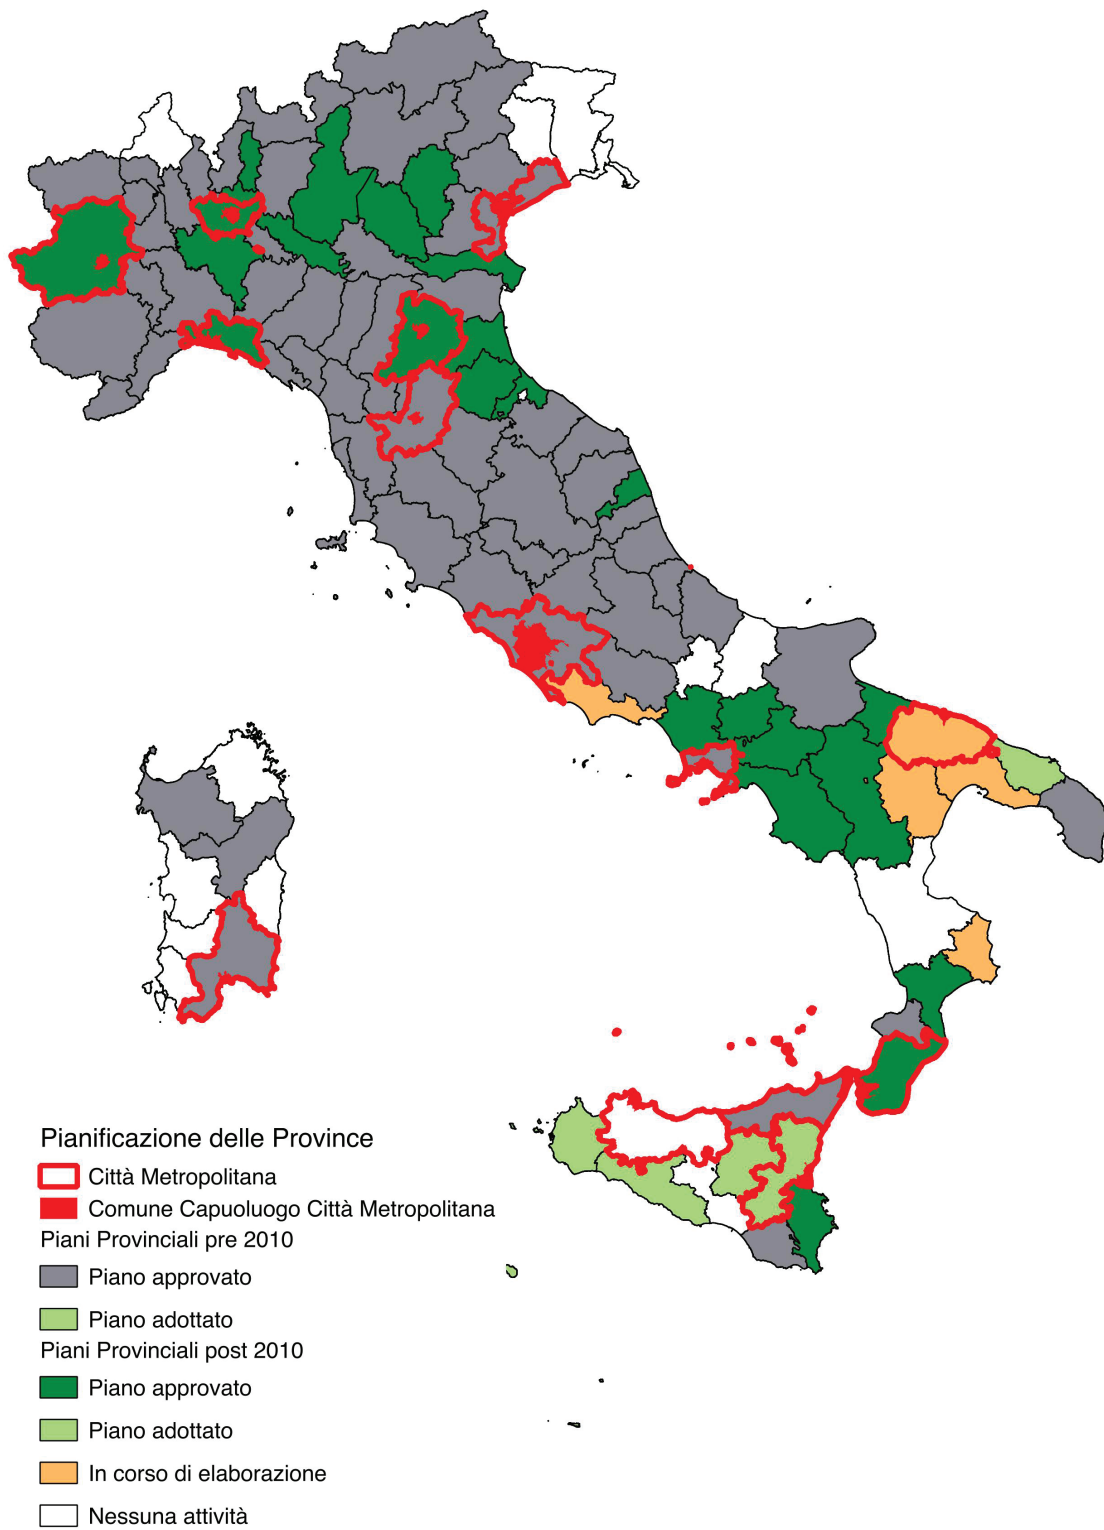 Pianificazione delle Province
Città Metropolitana
Comune Capuoluogo Città Metropolitana
Piani Provinciali pre 2010
Piano approvato
Piano adottato
Piani Provinciali post 2010
Piano approvato
Piano adottato
In corso di elaborazione
Nessuna attività